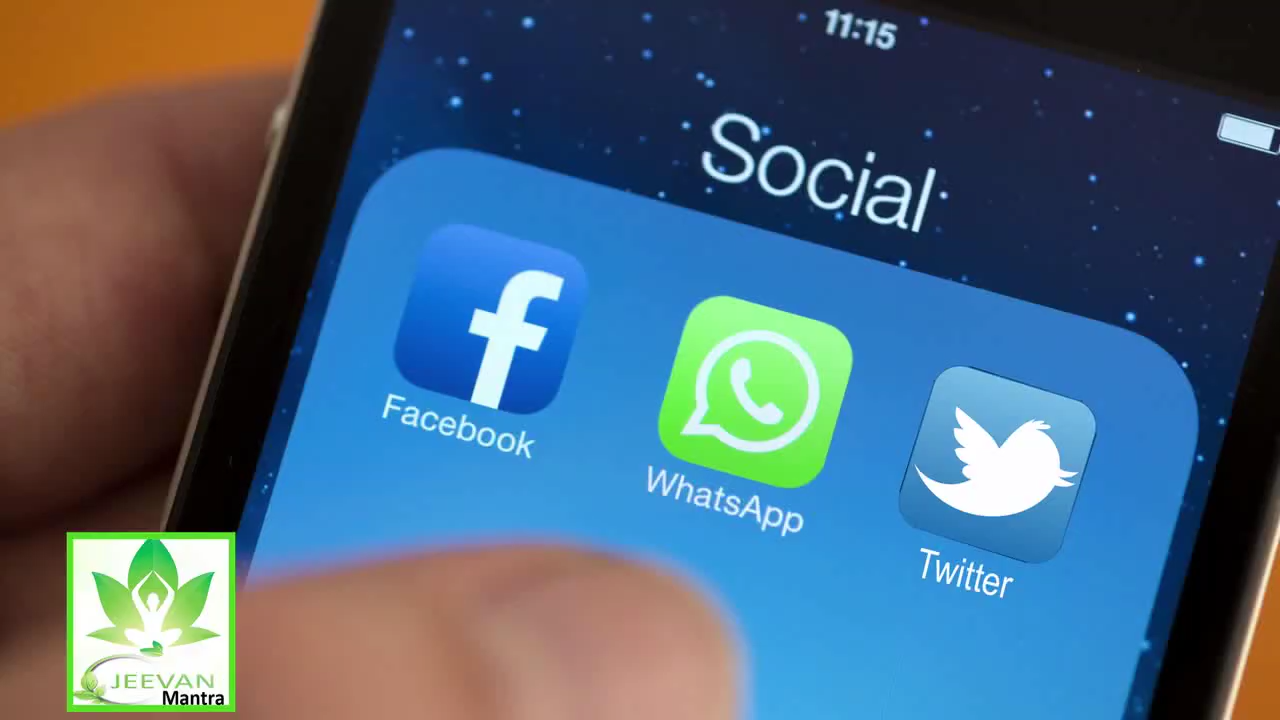 11:15
Social
Facebook
WhatsApp
Twitter
JEEVAN
Mantra